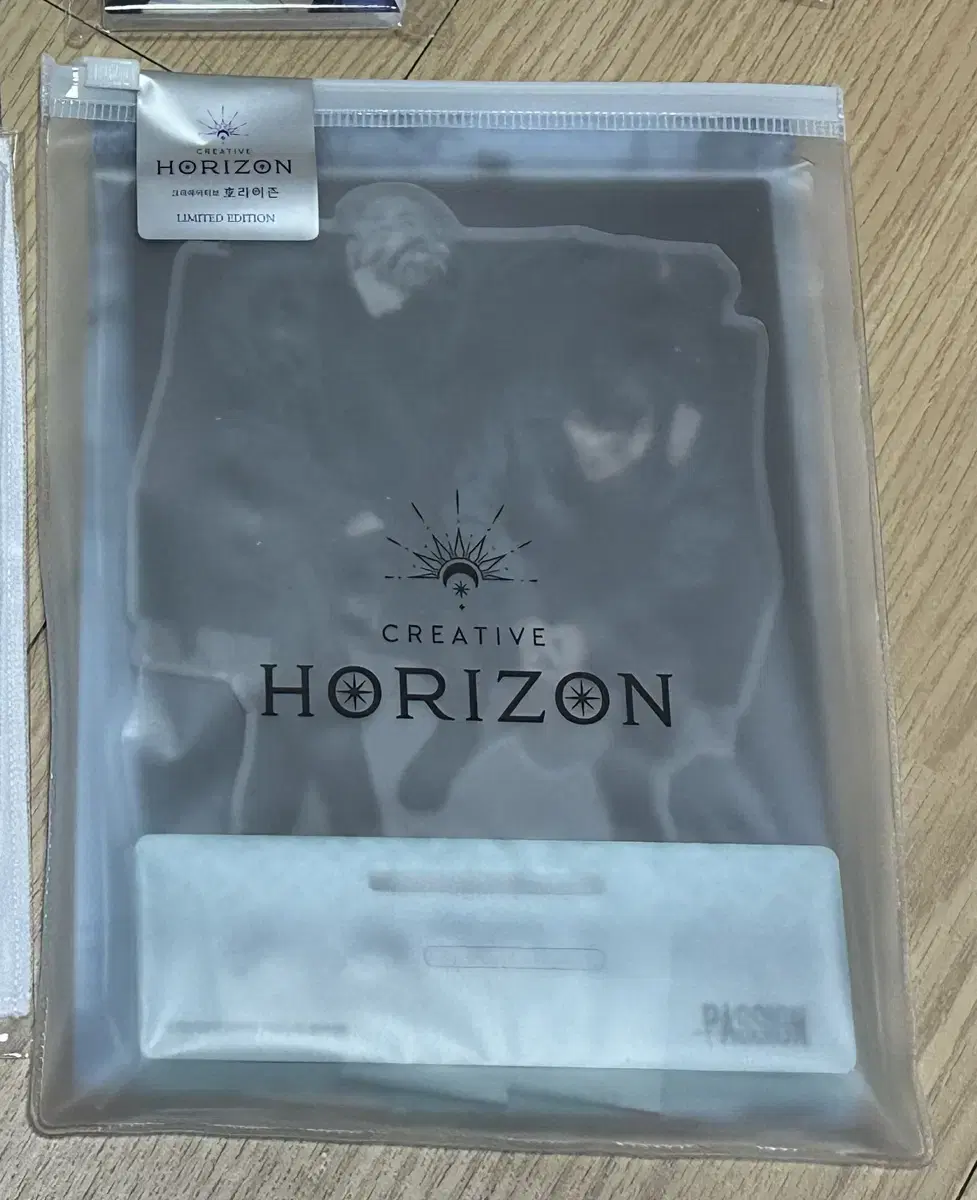 CREATIVE
HORIZON
크리에이티브 호라이즌
LIMITED EDITION
CREATIVE
HORIZON
PASSION